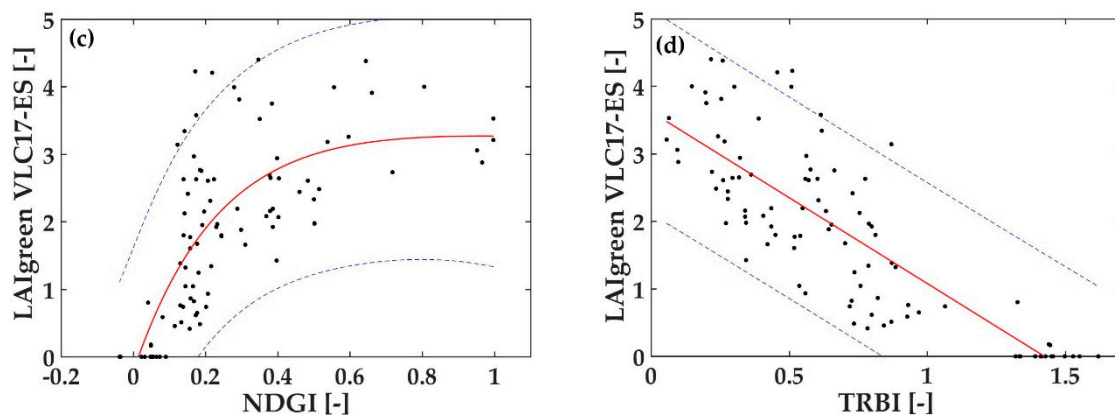 (c)
LAIgreen VLC17-ES [-]
5
4
3
2
1
0
-0.2 0 0.2 0.4 0.6 0.8 1
NDGI [-]
(d)
LAIgreen VLC17-ES [-]
5
4
3
2
1
0
0 0.5 1 1.5
TRBI [-]